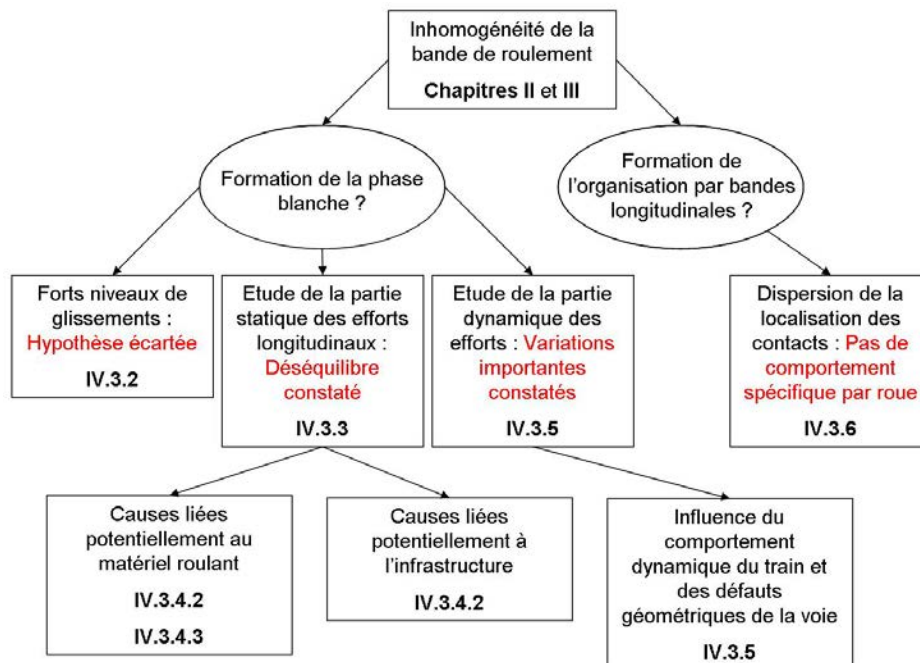 Inhomogénéité de la
bande de roulement
Chapitres II et III
Formation de la phase
blanche ?
Formation de
l'organisation par bandes
longitudinales ?
Forts niveaux de
glissements :
Hypothèse écartée
IV.3.2
Etude de la partie
statique des efforts
longitudinaux :
Déséquilibre
constaté
IV.3.3
Etude de la partie
dynamique des
efforts : Variations
importantes
constatés
IV.3.5
Dispersion de la
localisation des
contacts : Pas de
comportement
spécifique par roue
IV.3.6
Causes liées
potentiellement au
matériel roulant
IV.3.4.2
IV.3.4.3
Causes liées
potentiellement à
l'infrastructure
IV.3.4.2
Influence du
comportement
dynamique du train et
des défauts
géométriques de la voie
IV.3.5